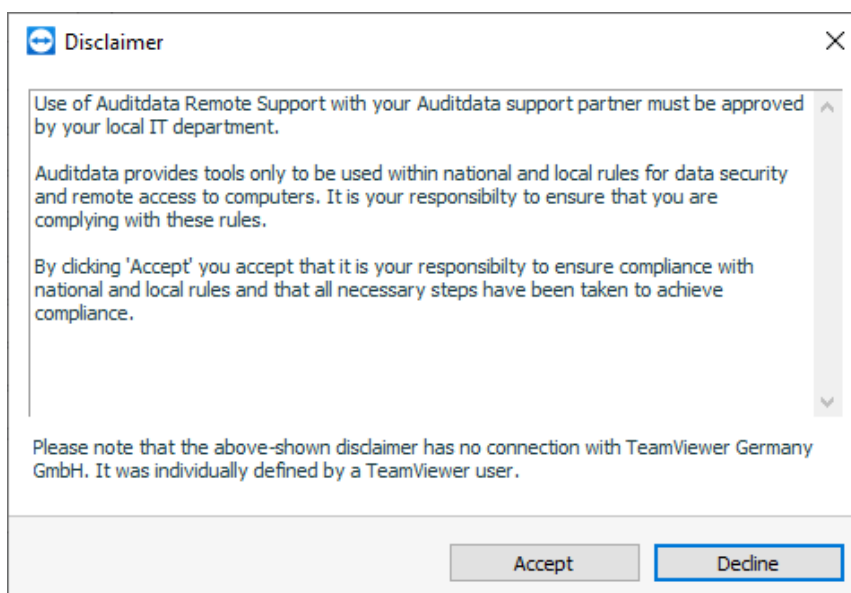 Disclaimer
Use of Auditdata Remote Support with your Auditdata support partner must be approved
by your local IT department.
Auditdata provides tools only to be used within national and local rules for data security
and remote access to computers. It is your responsibilty to ensure that you are
complying with these rules.
By clicking 'Accept' you accept that it is your responsibilty to ensure compliance with
national and local rules and that all necessary steps have been taken to achieve
compliance.
Please note that the above-shown disclaimer has no connection with TeamViewer Germany
GmbH. It was individually defined by a TeamViewer user.
Accept
Decline